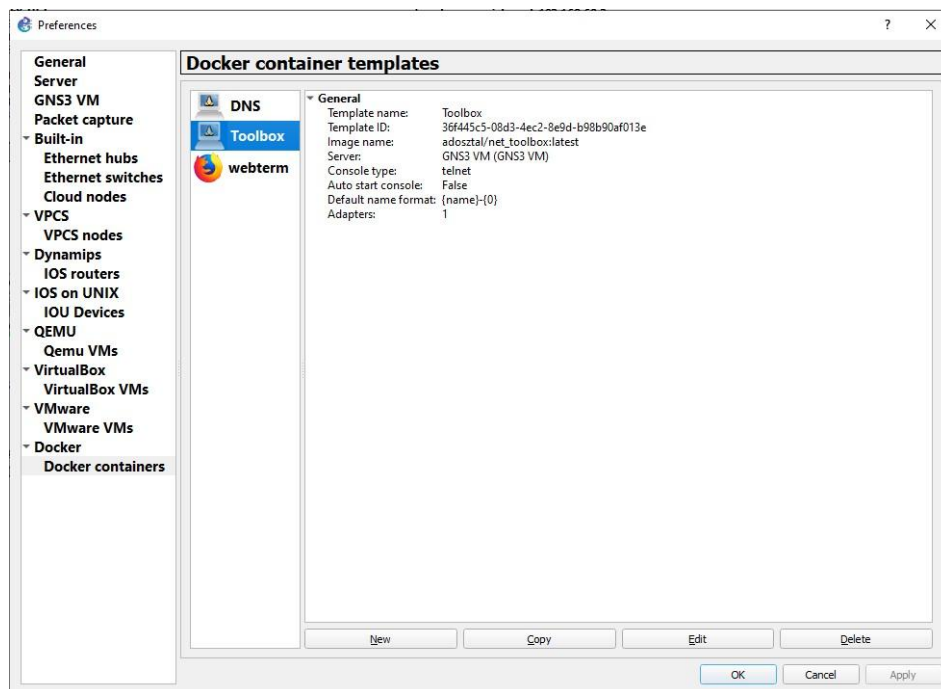 Preferences
?
General
Server
GNS3 VM
Packet capture
Built-in
Ethernet hubs
Ethernet switches
Cloud nodes
VPCS
VPCS nodes
Dynamips
IOS routers
IOS on UNIX
IOU Devices
QEMU
Qemu VMs
VirtualBox
VirtualBox VMs
VMware
VMware VMs
Docker
Docker containers
Docker container templates
DNS
Toolbox
webterm
General
Template name: Toolbox
Template ID: 36f445c5-08d3-4ec2-8e9d-b98b90af013e
Image name: adosztal/net_toolbox:latest
Server: GNS3 VM (GNS3 VM)
Console type: telnet
Auto start console: False
Default name format: {name}-{0}
Adapters: 1
New Copy Edit Delete
OK Cancel Apply